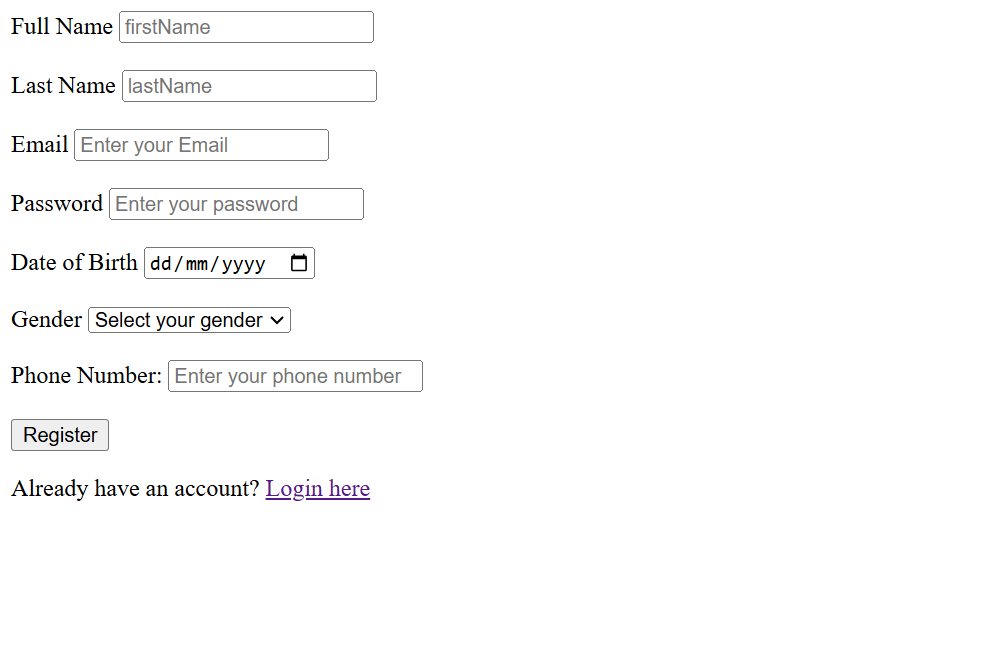 Full Name firstName
Last Name lastName
Email Enter your Email
Password Enter your password
Date of Birth dd/mm/yyyy
Gender Select your gender
Phone Number: Enter your phone number
Register
Already have an account? Login here